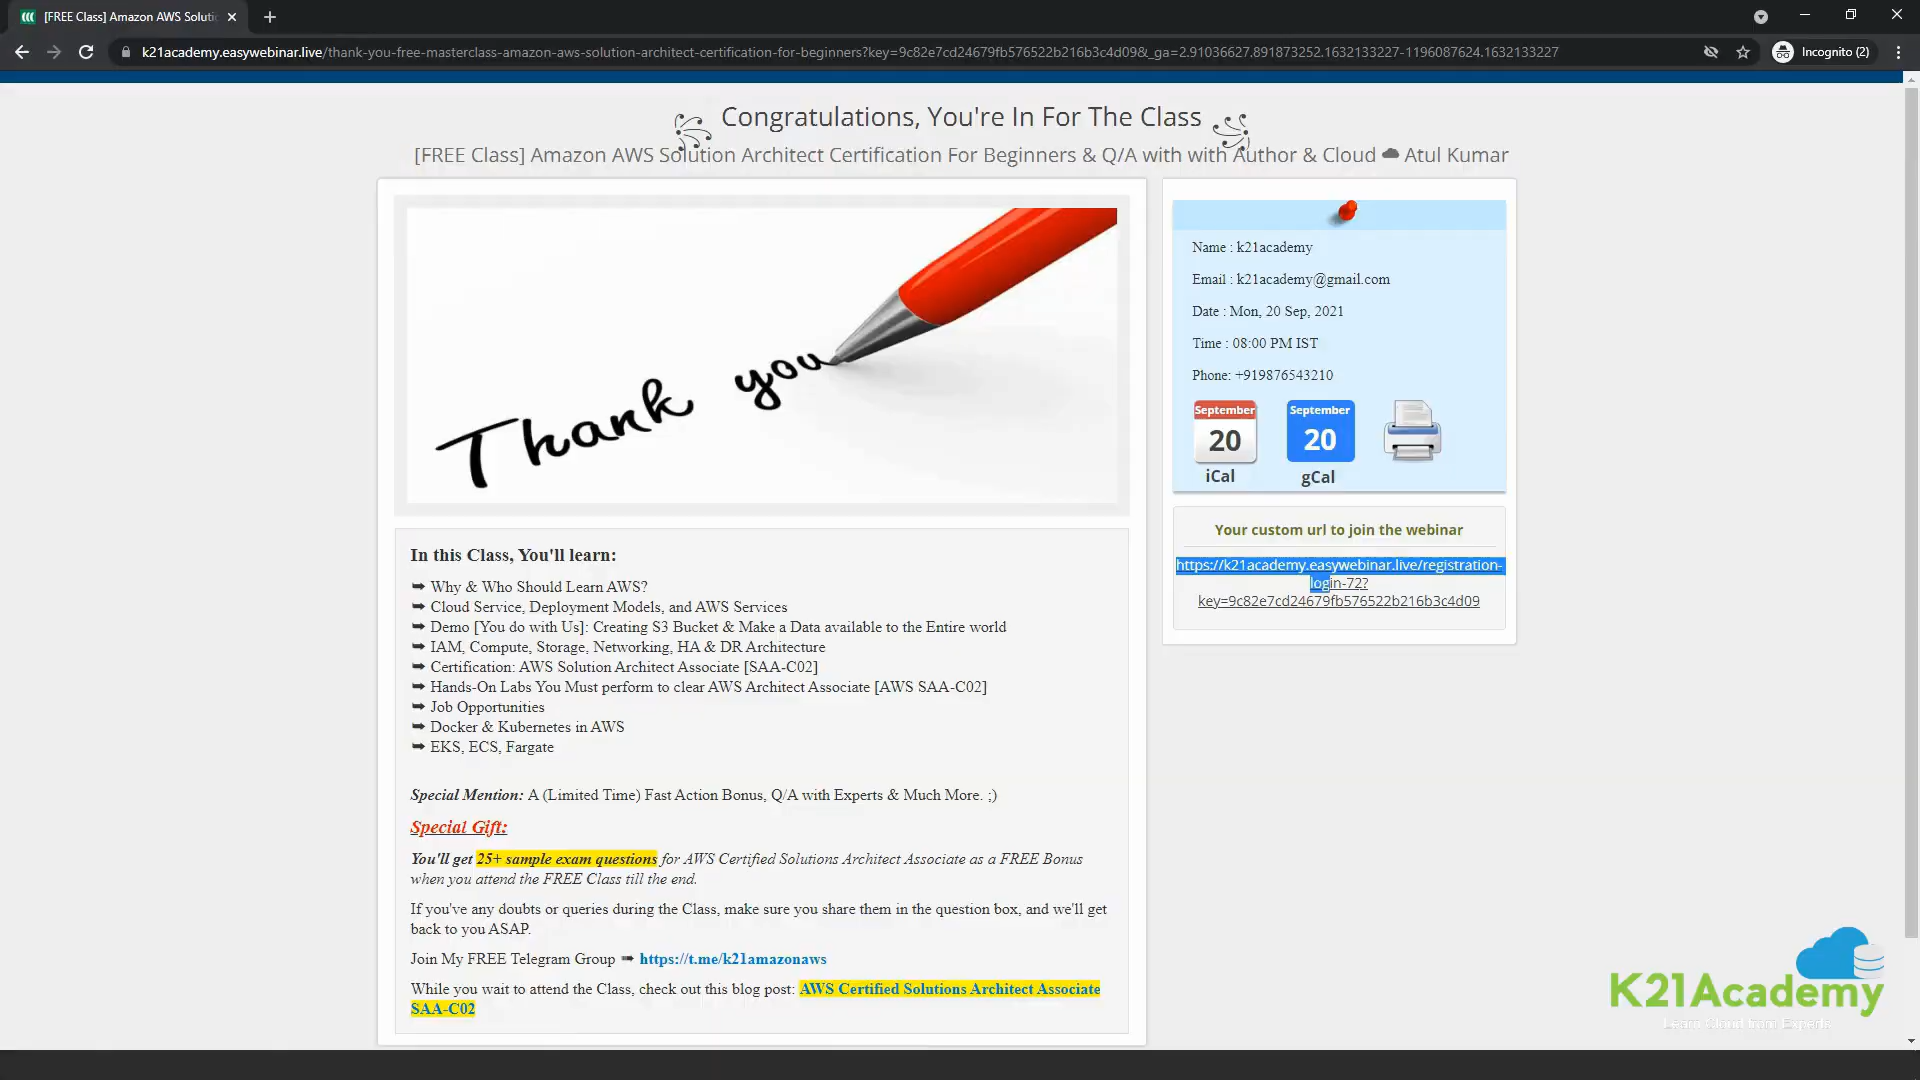 [FREE Class] Amazon AWS Soluti
k21academy.easywebinar.live/thank-you-free-masterclass-amazon-aws-solution-architect-certification-for-beginners?key=9c82e7cd24679fb576522b216b3c4d09&_ga=2.91036627.891873252.1632133227-1196087624.1632133227
Incognito (2)
Congratulations, You're In For The Class
[FREE Class] Amazon AWS Solution Architect Certification For Beginners & Q/A with with Author & Cloud ☁ Atul Kumar
Thank you
In this Class, You'll learn:
➥ Why & Who Should Learn AWS?
➥ Cloud Service, Deployment Models, and AWS Services
➥ Demo [You do with Us]: Creating S3 Bucket & Make a Data available to the Entire world
➥ IAM, Compute, Storage, Networking, HA & DR Architecture
➥ Certification: AWS Solution Architect Associate [SAA-C02]
➥ Hands-On Labs You Must perform to clear AWS Architect Associate [AWS SAA-C02]
➥ Job Opportunities
➥ Docker & Kubernetes in AWS
➥ EKS, ECS, Fargate
Special Mention: A (Limited Time) Fast Action Bonus, Q/A with Experts & Much More. ;)
Special Gift:
You'll get 25+ sample exam questions for AWS Certified Solutions Architect Associate as a FREE Bonus
when you attend the FREE Class till the end.
If you've any doubts or queries during the Class, make sure you share them in the question box, and we'll get
back to you ASAP.
Join My FREE Telegram Group ➠ https://t.me/k21amazonaws
While you wait to attend the Class, check out this blog post: AWS Certified Solutions Architect Associate
SAA-C02
Name : k21academy
Email : k21academy@gmail.com
Date : Mon, 20 Sep, 2021
Time : 08:00 PM IST
Phone: +919876543210
September
20
iCal
September
20
gCal
Your custom url to join the webinar
https://k21academy.easywebinar.live/registration-
login-72?
key=9c82e7cd24679fb576522b216b3c4d09
K21Academy
Learn Cloud from Experts